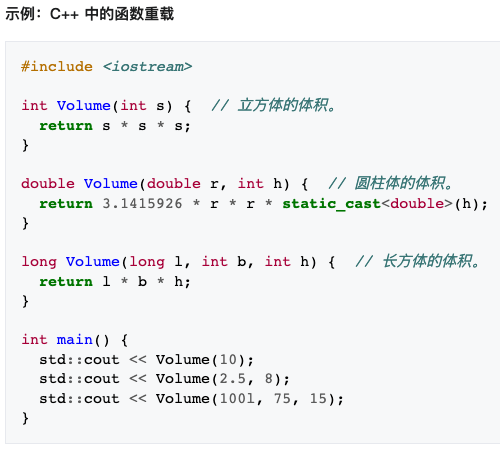 示例：C++ 中的函数重载
#include <iostream>
int Volume(int s) {  // 立方体的体积。
  return s * s * s;
}
double Volume(double r, int h) {  // 圆柱体的体积。
  return 3.1415926 * r * r * static_cast<double>(h);
}
long Volume(long l, int b, int h) {  // 长方体的体积。
  return l * b * h;
}
int main() {
  std::cout << Volume(10);
  std::cout << Volume(2.5, 8);
  std::cout << Volume(100l, 75, 15);
}